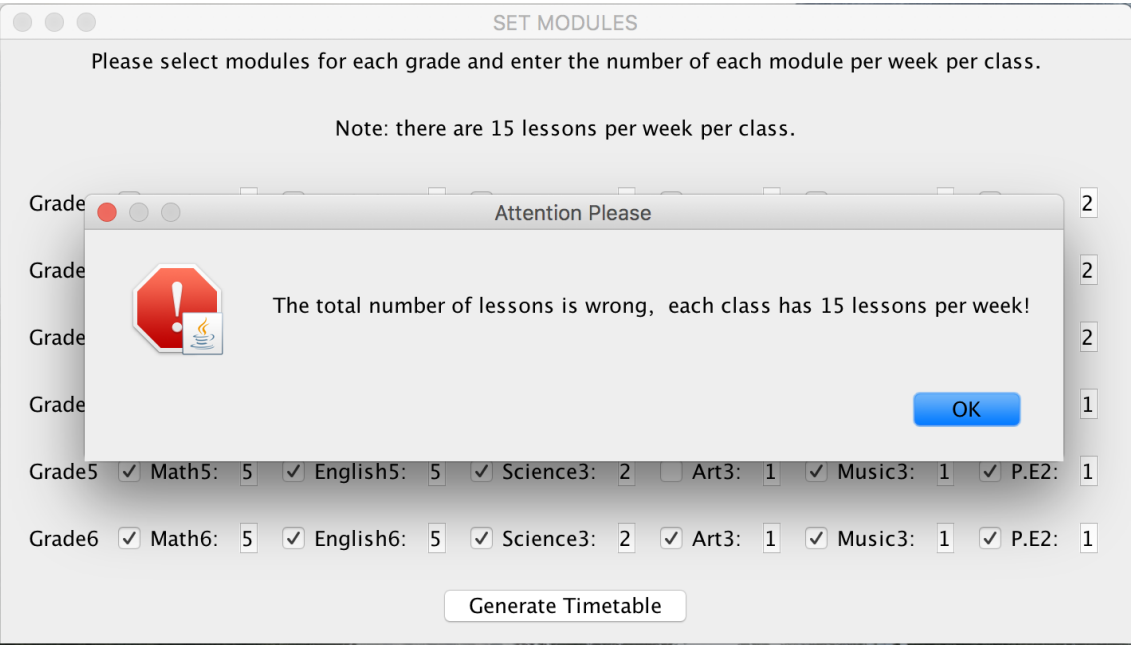 SET MODULES
Please select modules for each grade and enter the number of each module per week per class.
Note: there are 15 lessons per week per class.
Grade 2
Attention Please
Grade 2
The total number of lessons is wrong, each class has 15 lessons per week!
Grade 2
Grade 1
OK
Grade5 Math5: 5 English5: 5 Science3: 2 Art3: 1 Music3: 1 P.E2: 1
Grade6 Math6: 5 English6: 5 Science3: 2 Art3: 1 Music3: 1 P.E2: 1
Generate Timetable